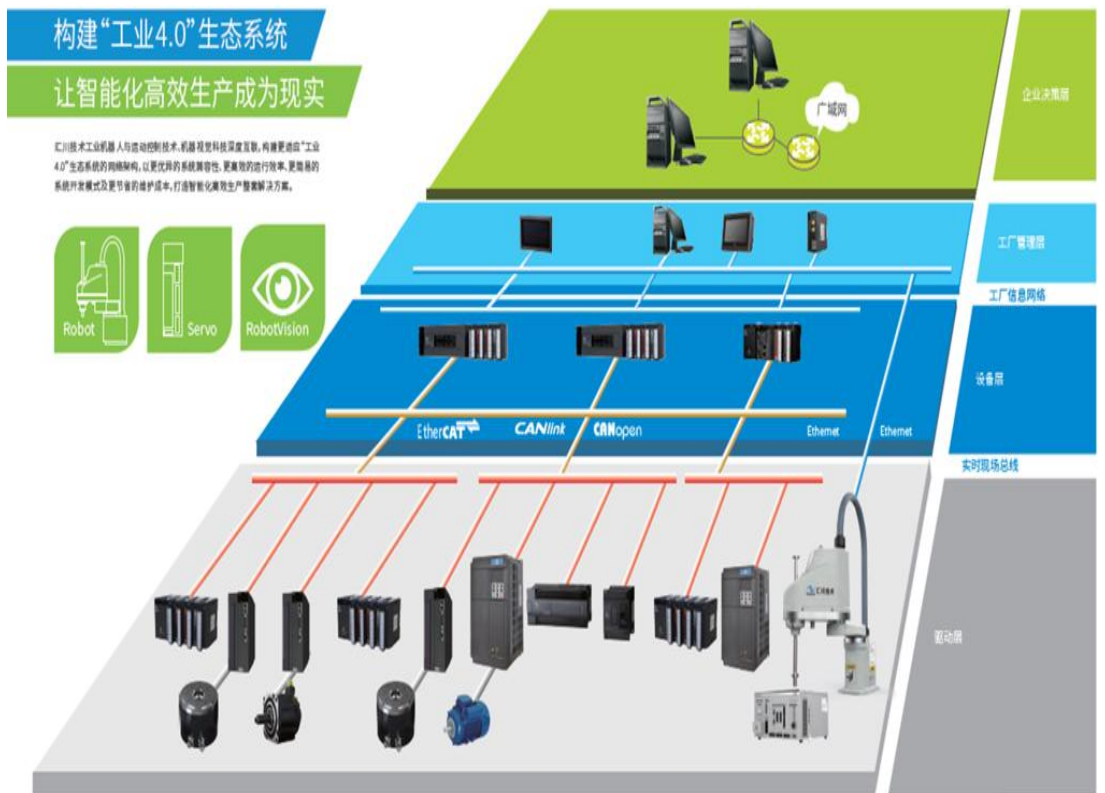 构建“工业4.0”生态系统
让智能化高效生产成为现实
汇川技术工业机器人与运动控制技术、机器视觉科技深度互联，构建更适应“工业
4.0”生态系统的网络架构，以更优异的系统兼容性、更高效的运行效率、更简易的
系统开发模式及更节省的维护成本，打造智能化高效生产整套解决方案。
Robot
Servo
RobotVision
广域网
企业决策层
工厂管理层
工厂信息网络
设备层
EtherCAT
CANlink
CANopen
Ethernet
Ethernet
实时现场总线
汇川技术
驱动层